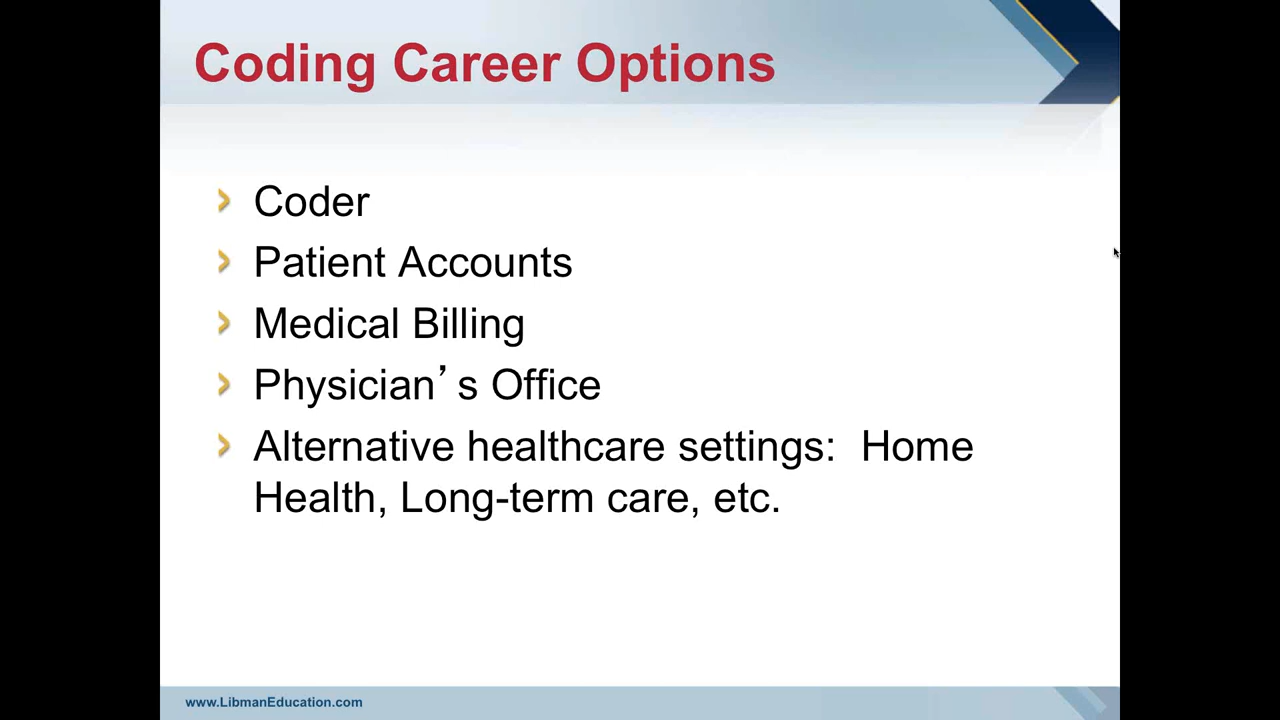 Coding Career Options
Coder
Patient Accounts
Medical Billing
Physician’s Office
Alternative healthcare settings:  Home
Health, Long-term care, etc.
www.LibmanEducation.com